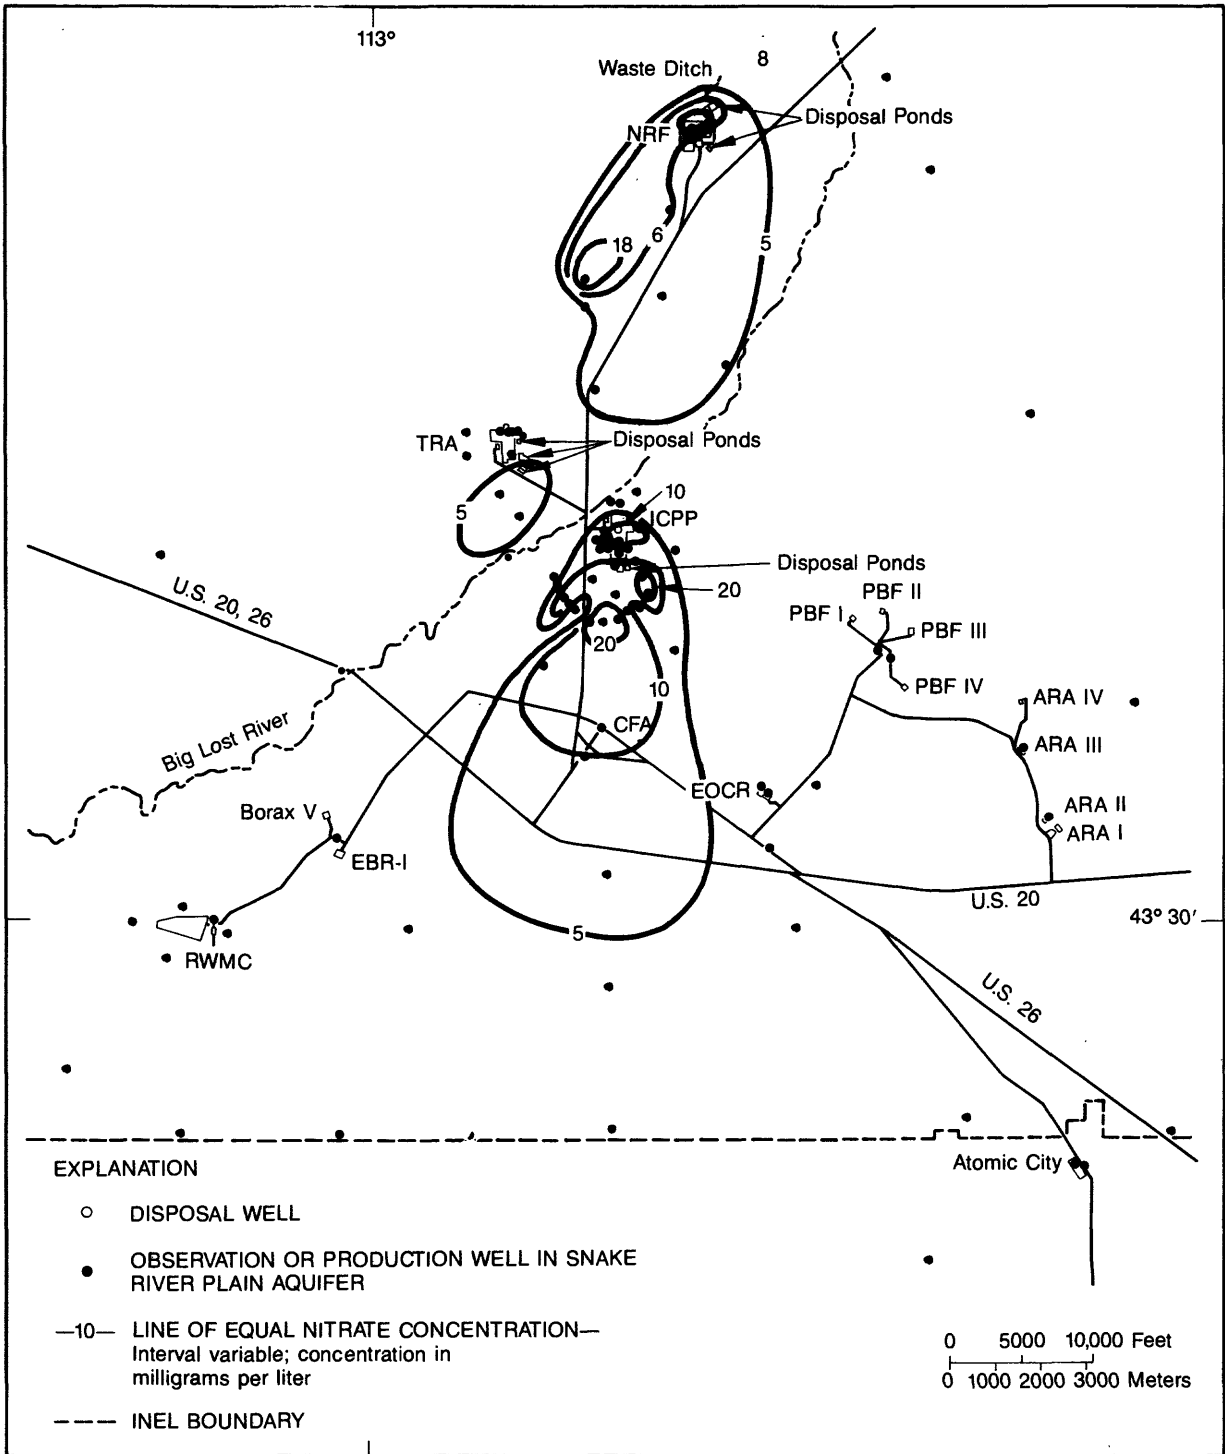 113°
8
Waste Ditch
Disposal Ponds
NRF
18
6
5
TRA
Disposal Ponds
10
5
ICPP
Disposal Ponds
20
U.S. 20, 26
PBF I
PBF II
PBF III
20
PBF IV
10
ARA IV
CFA
Big Lost River
ARA III
EOCR
Borax V
ARA II
ARA I
EBR-I
U.S. 20
43° 30'
5
RWMC
U.S. 26
Atomic City
EXPLANATION
DISPOSAL WELL
OBSERVATION OR PRODUCTION WELL IN SNAKE
RIVER PLAIN AQUIFER
—10— LINE OF EQUAL NITRATE CONCENTRATION—
Interval variable; concentration in
milligrams per liter
INEL BOUNDARY
0 5000 10,000 Feet
0 1000 2000 3000 Meters